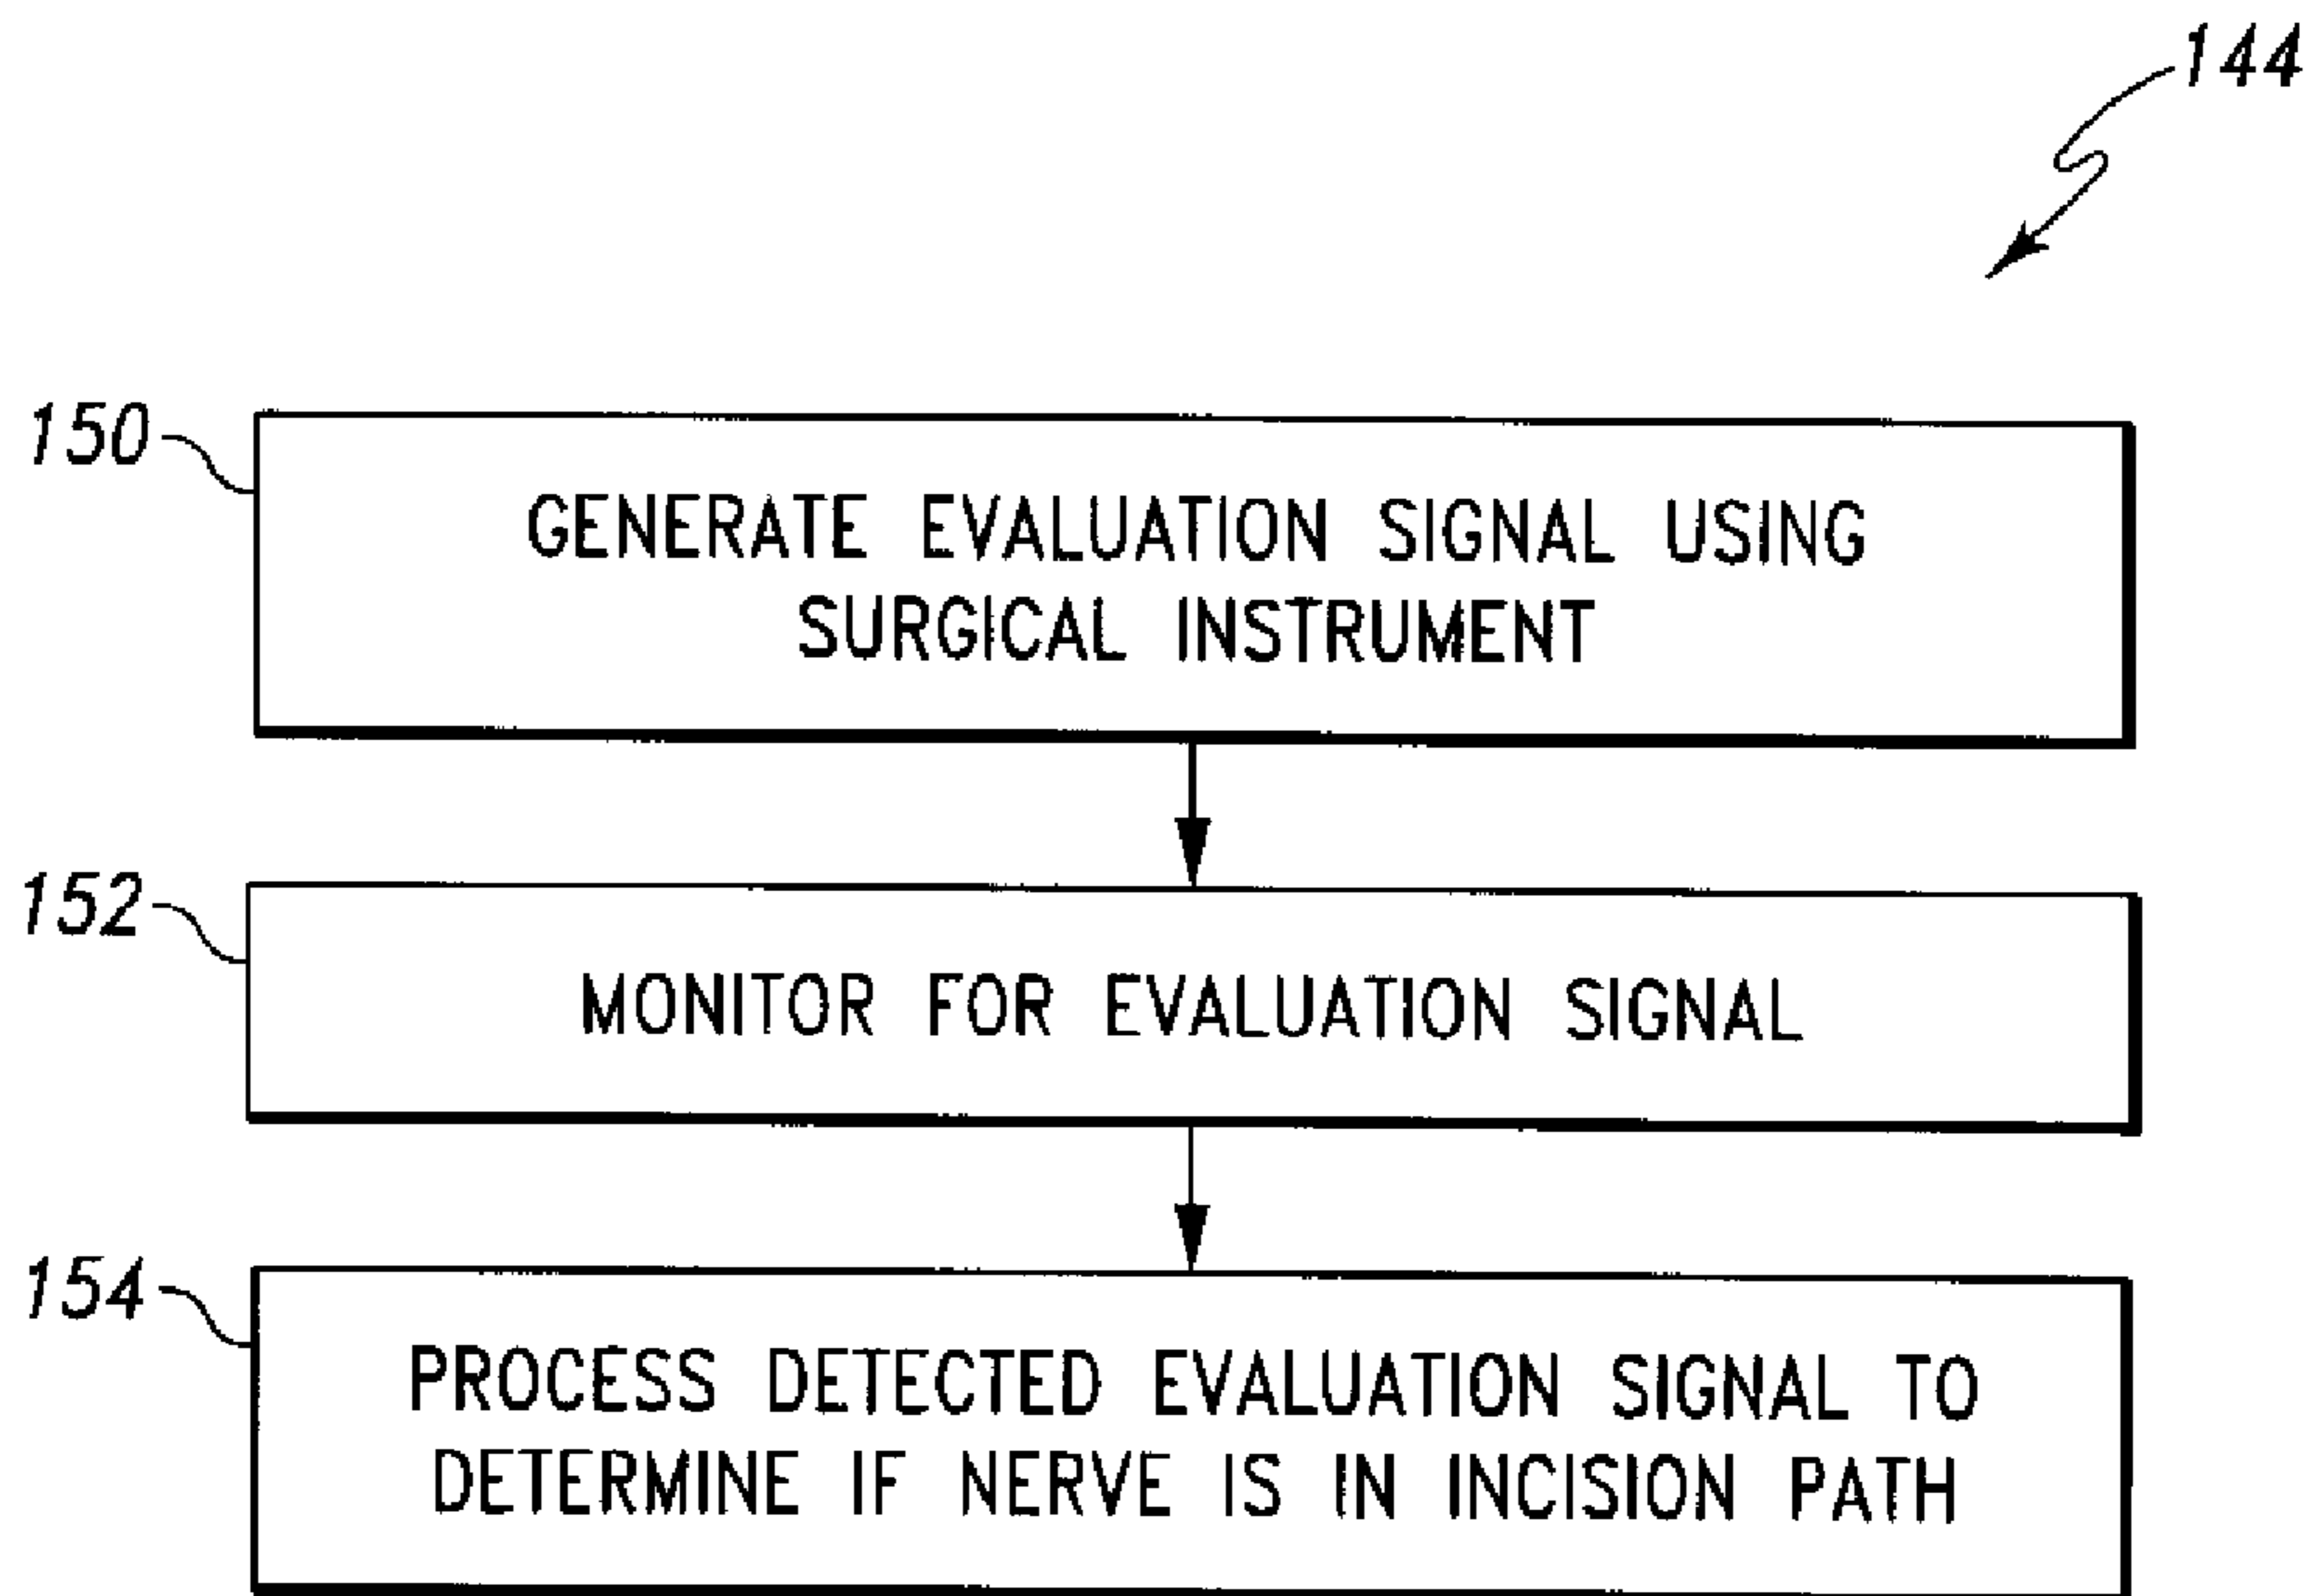 144
150
GENERATE EVALUATION SIGNAL USING
SURGICAL INSTRUMENT
152
MONITOR FOR EVALUATION SIGNAL
154
PROCESS DETECTED EVALUATION SIGNAL TO
DETERMINE IF NERVE IS IN INCISION PATH